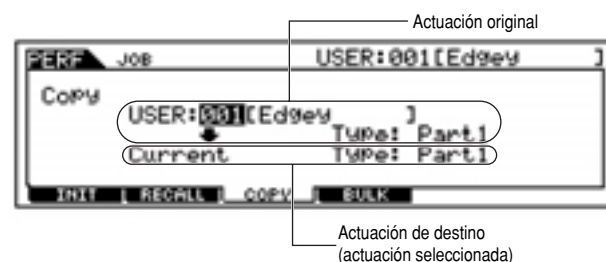 Actuación original
PERF JOB USER:001[Edgey ]
Copy
USER:001[Edgey ]
Type: Part1
Current Type: Part1
INIT RECALL COPY BULK
Actuación de destino
(actuación seleccionada)